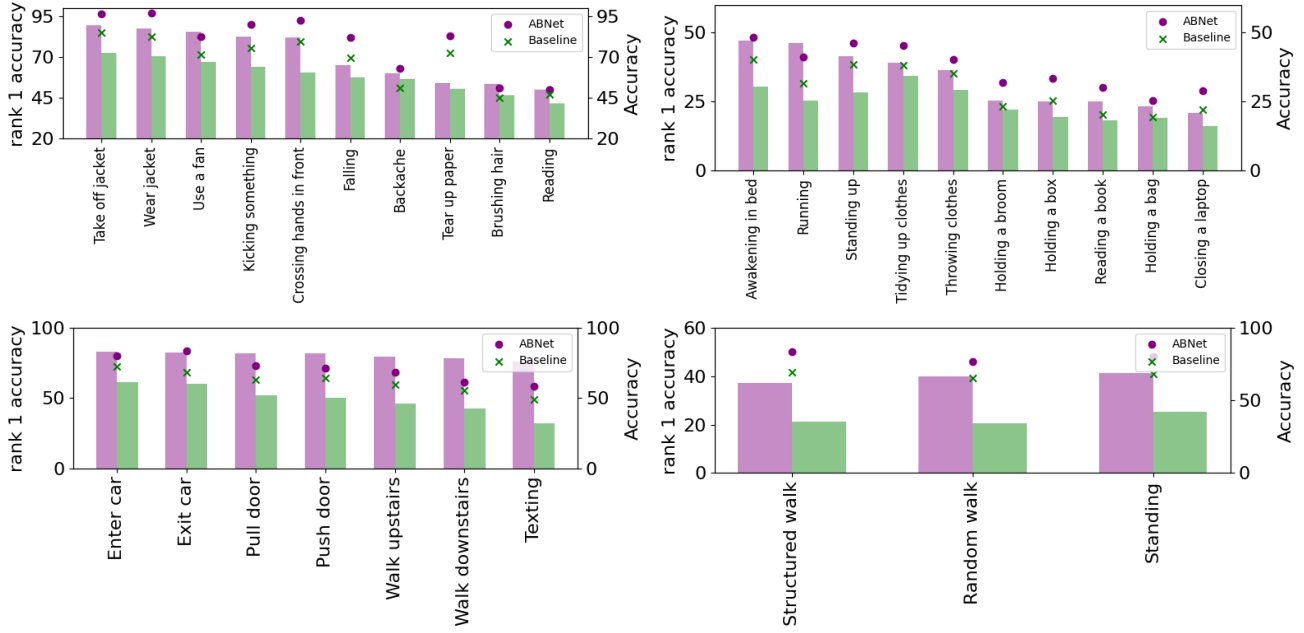 rank 1 accuracy
95
70
45
20
95
70
45
20
Accuracy
ABNet
Baseline
Take off jacket
Wear jacket
Use a fan
Kicking something
Crossing hands in front
Falling
Backache
Tear up paper
Brushing hair
Reading
rank 1 accuracy
50
25
0
50
25
0
Accuracy
ABNet
Baseline
Awakening in bed
Running
Standing up
Tidying up clothes
Throwing clothes
Holding a broom
Holding a box
Reading a book
Holding a bag
Closing a laptop
rank 1 accuracy
100
50
0
100
50
0
Accuracy
ABNet
Baseline
Enter car
Exit car
Pull door
Push door
Walk upstairs
Walk downstairs
Texting
rank 1 accuracy
60
40
20
0
100
50
0
Accuracy
ABNet
Baseline
Structured walk
Random walk
Standing